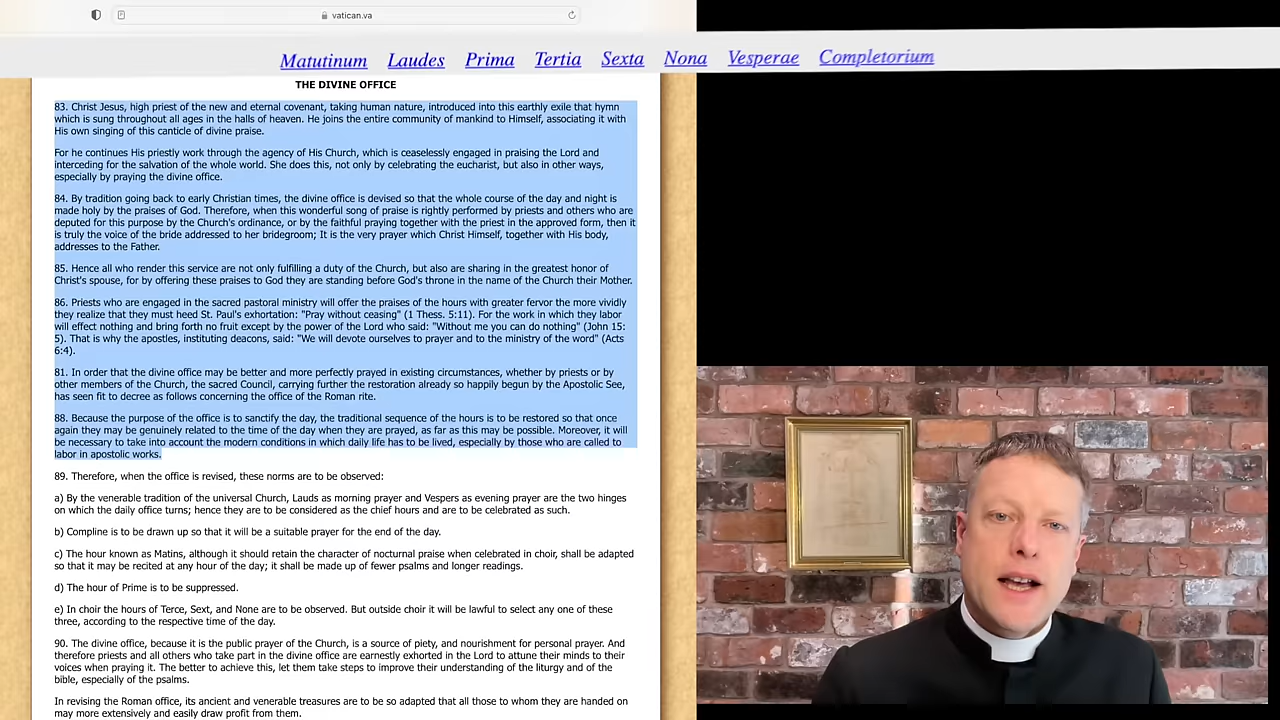 vatican.va
Matutinum Laudes Prima Tertia Sexta Nona Vesperae Completorium
THE DIVINE OFFICE
83. Christ Jesus, high priest of the new and eternal covenant, taking human nature, introduced into this earthly exile that hymn
which is sung throughout all ages in the halls of heaven. He joins the entire community of mankind to Himself, associating it with
His own singing of this canticle of divine praise.
For he continues His priestly work through the agency of His Church, which is ceaselessly engaged in praising the Lord and
interceding for the salvation of the whole world. She does this, not only by celebrating the eucharist, but also in other ways,
especially by praying the divine office.
84. By tradition going back to early Christian times, the divine office is devised so that the whole course of the day and night is
made holy by the praises of God. Therefore, when this wonderful song of praise is rightly performed by priests and others who are
deputed for this purpose by the Church's ordinance, or by the faithful praying together with the priest in the approved form, then it
is truly the voice of the bride addressed to her bridegroom; It is the very prayer which Christ Himself, together with His body,
addresses to the Father.
85. Hence all who render this service are not only fulfilling a duty of the Church, but also are sharing in the greatest honor of
Christ's spouse, for by offering these praises to God they are standing before God's throne in the name of the Church their Mother.
86. Priests who are engaged in the sacred pastoral ministry will offer the praises of the hours with greater fervor the more vividly
they realize that they must heed St. Paul's exhortation: "Pray without ceasing" (1 Thess. 5:11). For the work in which they labor
will effect nothing and bring forth no fruit except by the power of the Lord who said: "Without me you can do nothing" (John 15:
5). That is why the apostles, instituting deacons, said: "We will devote ourselves to prayer and to the ministry of the word" (Acts
6:4).
81. In order that the divine office may be better and more perfectly prayed in existing circumstances, whether by priests or by
other members of the Church, the sacred Council, carrying further the restoration already so happily begun by the Apostolic See,
has seen fit to decree as follows concerning the office of the Roman rite.
88. Because the purpose of the office is to sanctify the day, the traditional sequence of the hours is to be restored so that once
again they may be genuinely related to the time of the day when they are prayed, as far as this may be possible. Moreover, it will
be necessary to take into account the modern conditions in which daily life has to be lived, especially by those who are called to
labor in apostolic works.
89. Therefore, when the office is revised, these norms are to be observed:
a) By the venerable tradition of the universal Church, Lauds as morning prayer and Vespers as evening prayer are the two hinges
on which the daily office turns; hence they are to be considered as the chief hours and are to be celebrated as such.
b) Compline is to be drawn up so that it will be a suitable prayer for the end of the day.
c) The hour known as Matins, although it should retain the character of nocturnal praise when celebrated in choir, shall be adapted
so that it may be recited at any hour of the day; it shall be made up of fewer psalms and longer readings.
d) The hour of Prime is to be suppressed.
e) In choir the hours of Terce, Sext, and None are to be observed. But outside choir it will be lawful to select any one of these
three, according to the respective time of the day.
90. The divine office, because it is the public prayer of the Church, is a source of piety, and nourishment for personal prayer. And
therefore priests and all others who take part in the divine office are earnestly exhorted in the Lord to attune their minds to their
voices when praying it. The better to achieve this, let them take steps to improve their understanding of the liturgy and of the
bible, especially of the psalms.
In revising the Roman office, its ancient and venerable treasures are to be so adapted that all those to whom they are handed on
may more extensively and easily draw profit from them.